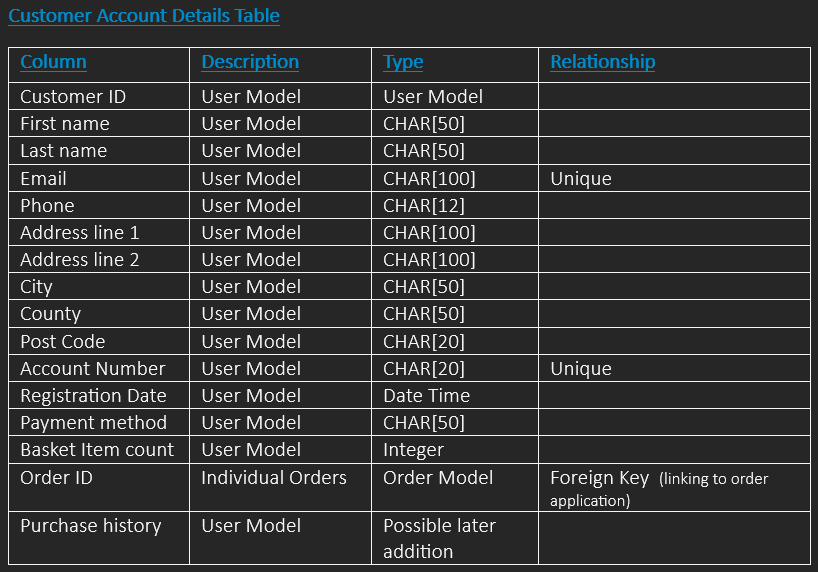 Customer Account Details Table
Column Description Type Relationship
Customer ID User Model User Model
First name User Model CHAR[50]
Last name User Model CHAR[50]
Email User Model CHAR[100] Unique
Phone User Model CHAR[12]
Address line 1 User Model CHAR[100]
Address line 2 User Model CHAR[100]
City User Model CHAR[50]
County User Model CHAR[50]
Post Code User Model CHAR[20]
Account Number User Model CHAR[20] Unique
Registration Date User Model Date Time
Payment method User Model CHAR[50]
Basket Item count User Model Integer
Order ID Individual Orders Order Model Foreign Key (linking to order
application)
Purchase history User Model Possible later
addition